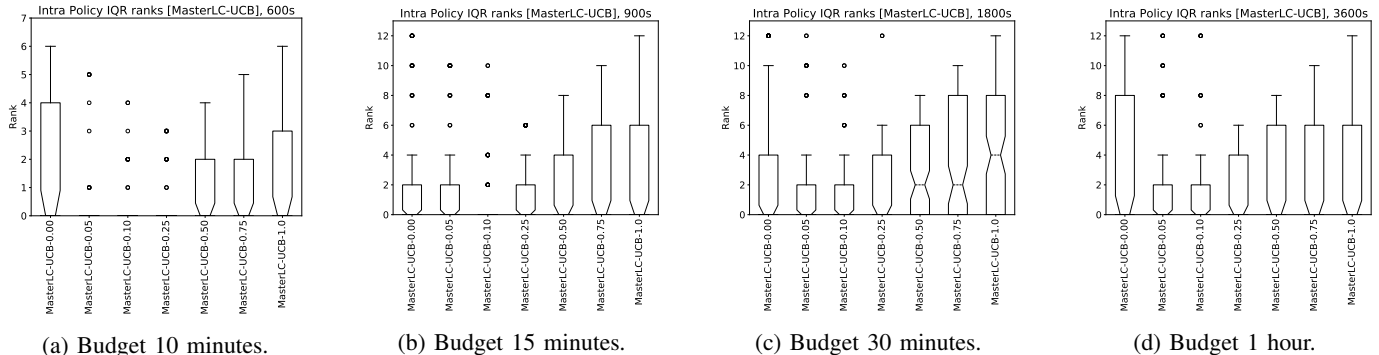 Intra Policy IQR ranks [MasterLC-UCB], 600s
7
6
5
4
3
2
1
0
Rank
MasterLC-UCB-0.00
MasterLC-UCB-0.05
MasterLC-UCB-0.10
MasterLC-UCB-0.25
MasterLC-UCB-0.50
MasterLC-UCB-0.75
MasterLC-UCB-1.0
(a) Budget 10 minutes.
Intra Policy IQR ranks [MasterLC-UCB], 900s
12
10
8
6
4
2
0
Rank
MasterLC-UCB-0.00
MasterLC-UCB-0.05
MasterLC-UCB-0.10
MasterLC-UCB-0.25
MasterLC-UCB-0.50
MasterLC-UCB-0.75
MasterLC-UCB-1.0
(b) Budget 15 minutes.
Intra Policy IQR ranks [MasterLC-UCB], 1800s
12
10
8
6
4
2
0
Rank
MasterLC-UCB-0.00
MasterLC-UCB-0.05
MasterLC-UCB-0.10
MasterLC-UCB-0.25
MasterLC-UCB-0.50
MasterLC-UCB-0.75
MasterLC-UCB-1.0
(c) Budget 30 minutes.
Intra Policy IQR ranks [MasterLC-UCB], 3600s
12
10
8
6
4
2
0
Rank
MasterLC-UCB-0.00
MasterLC-UCB-0.05
MasterLC-UCB-0.10
MasterLC-UCB-0.25
MasterLC-UCB-0.50
MasterLC-UCB-0.75
MasterLC-UCB-1.0
(d) Budget 1 hour.